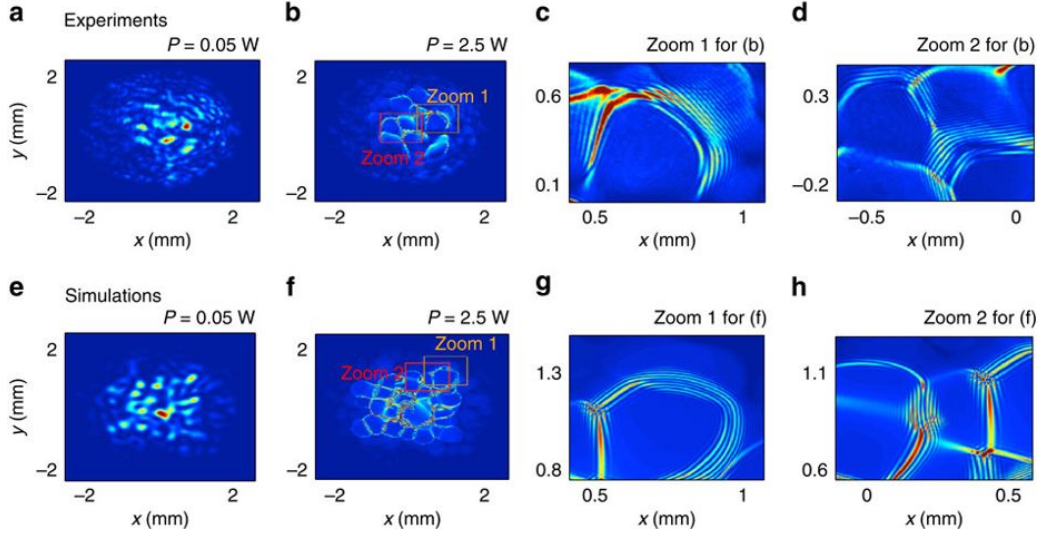 a
Experiments
P = 0.05 W
2
y (mm)
−2
−2
2
x (mm)
b
P = 2.5 W
2
Zoom 1
Zoom 2
−2
−2
2
x (mm)
c
Zoom 1 for (b)
0.6
0.1
0.5
1
x (mm)
d
Zoom 2 for (b)
0.3
−0.2
−0.5
0
x (mm)
e
Simulations
P = 0.05 W
2
y (mm)
−2
−2
2
x (mm)
f
P = 2.5 W
Zoom 1
2
Zoom 2
−2
−2
2
x (mm)
g
Zoom 1 for (f)
1.3
0.8
0.5
1
x (mm)
h
Zoom 2 for (f)
1.1
0.6
0
0.5
x (mm)